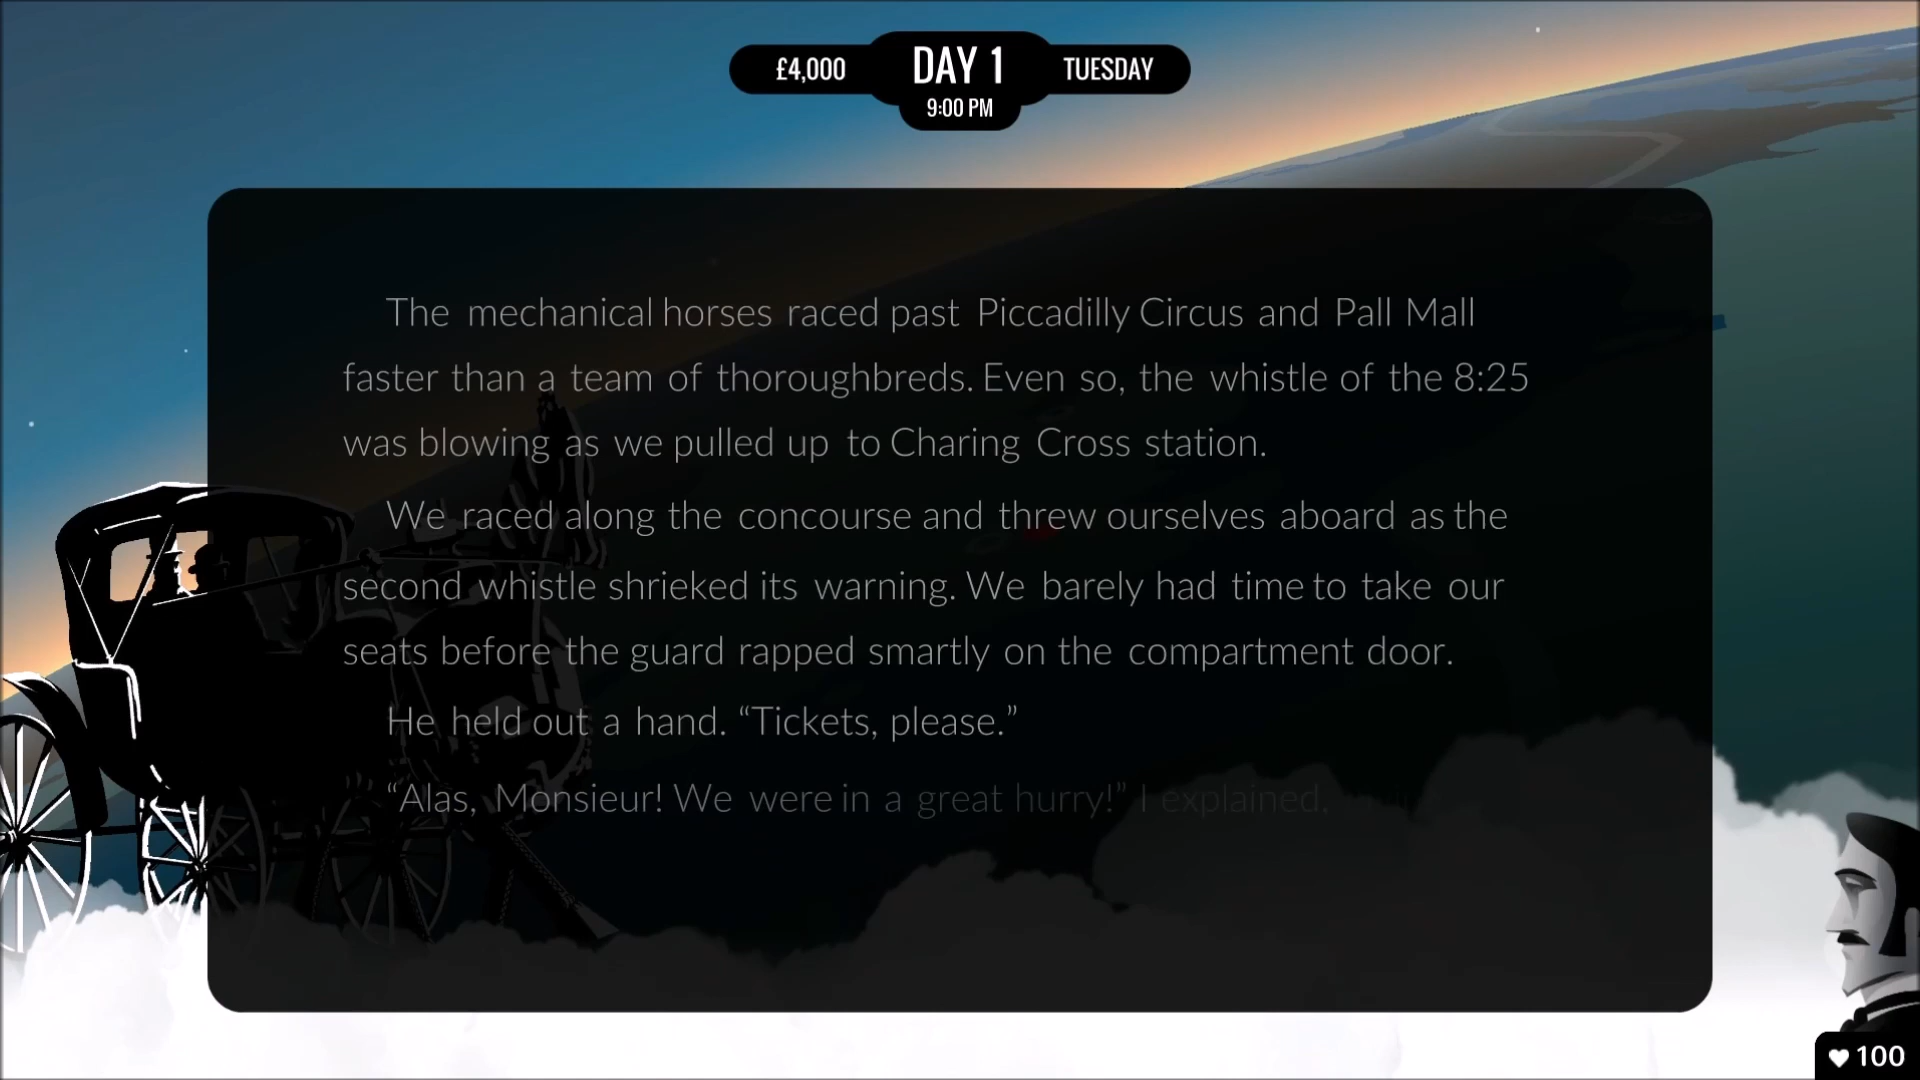 £4,000 DAY 1 TUESDAY
9:00 PM
The mechanical horses raced past Piccadilly Circus and Pall Mall
faster than a team of thoroughbreds. Even so, the whistle of the 8:25
was blowing as we pulled up to Charing Cross station.
We raced along the concourse and threw ourselves aboard as the
second whistle shrieked its warning. We barely had time to take our
seats before the guard rapped smartly on the compartment door.
He held out a hand. “Tickets, please.”
“Alas, Monsieur! We were in a great hurry!” I explained.
100